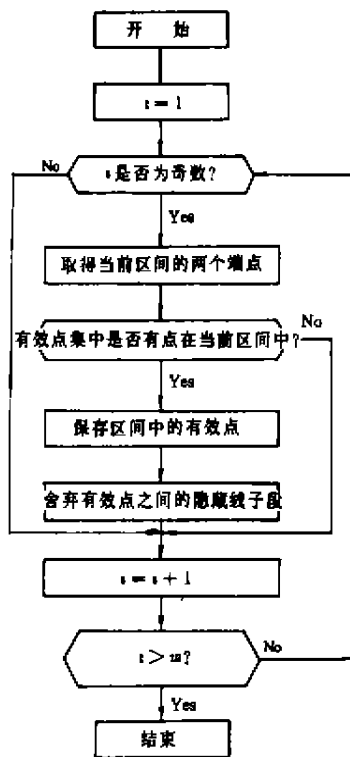 开 始
ι = 1
No
ι是否为奇数?
Yes
取得当前区间的两个端点
有效点集中是否有点在当前区间中?
No
Yes
保存区间中的有效点
舍弃有效点之间的隐藏线子段
ι = ι + 1
ι > m?
No
Yes
结束